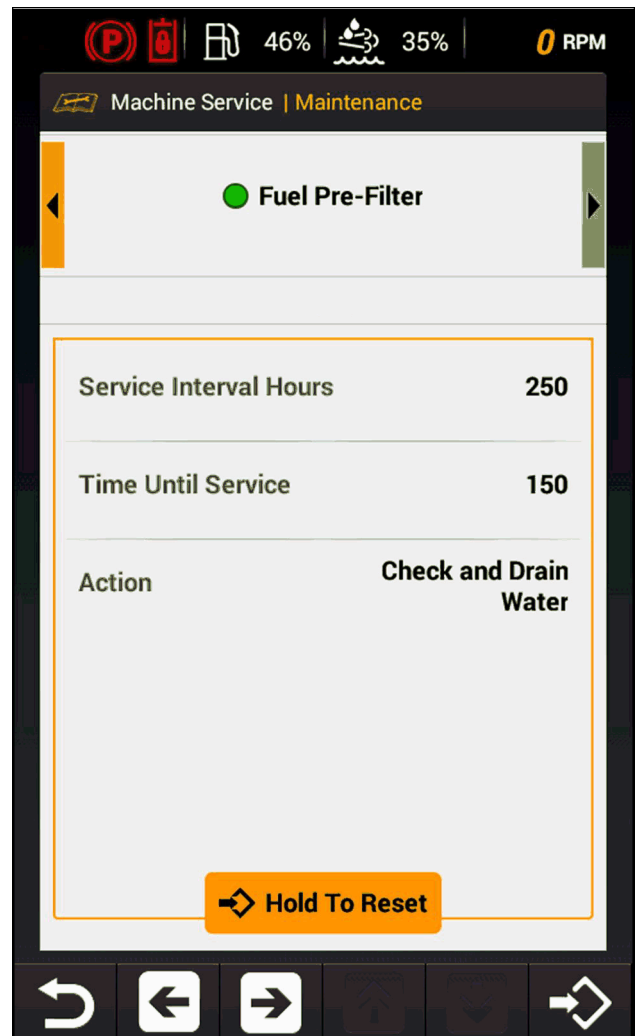 P 46% 35% 0 RPM
Machine Service | Maintenance
Fuel Pre-Filter
Service Interval Hours 250
Time Until Service 150
Action Check and Drain
Water
Hold To Reset